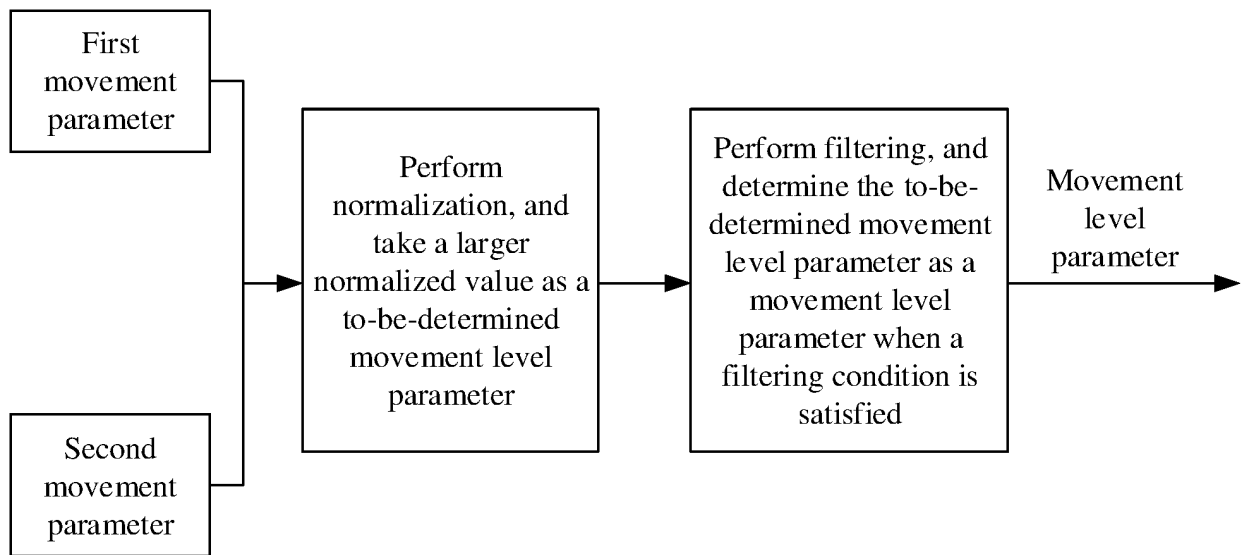 First
movement
parameter
Second
movement
parameter
Perform
normalization, and
take a larger
normalized value as a
to-be-determined
movement level
parameter
Perform filtering, and
determine the to-be-
determined movement
level parameter as a
movement level
parameter when a
filtering condition is
satisfied
Movement
level
parameter